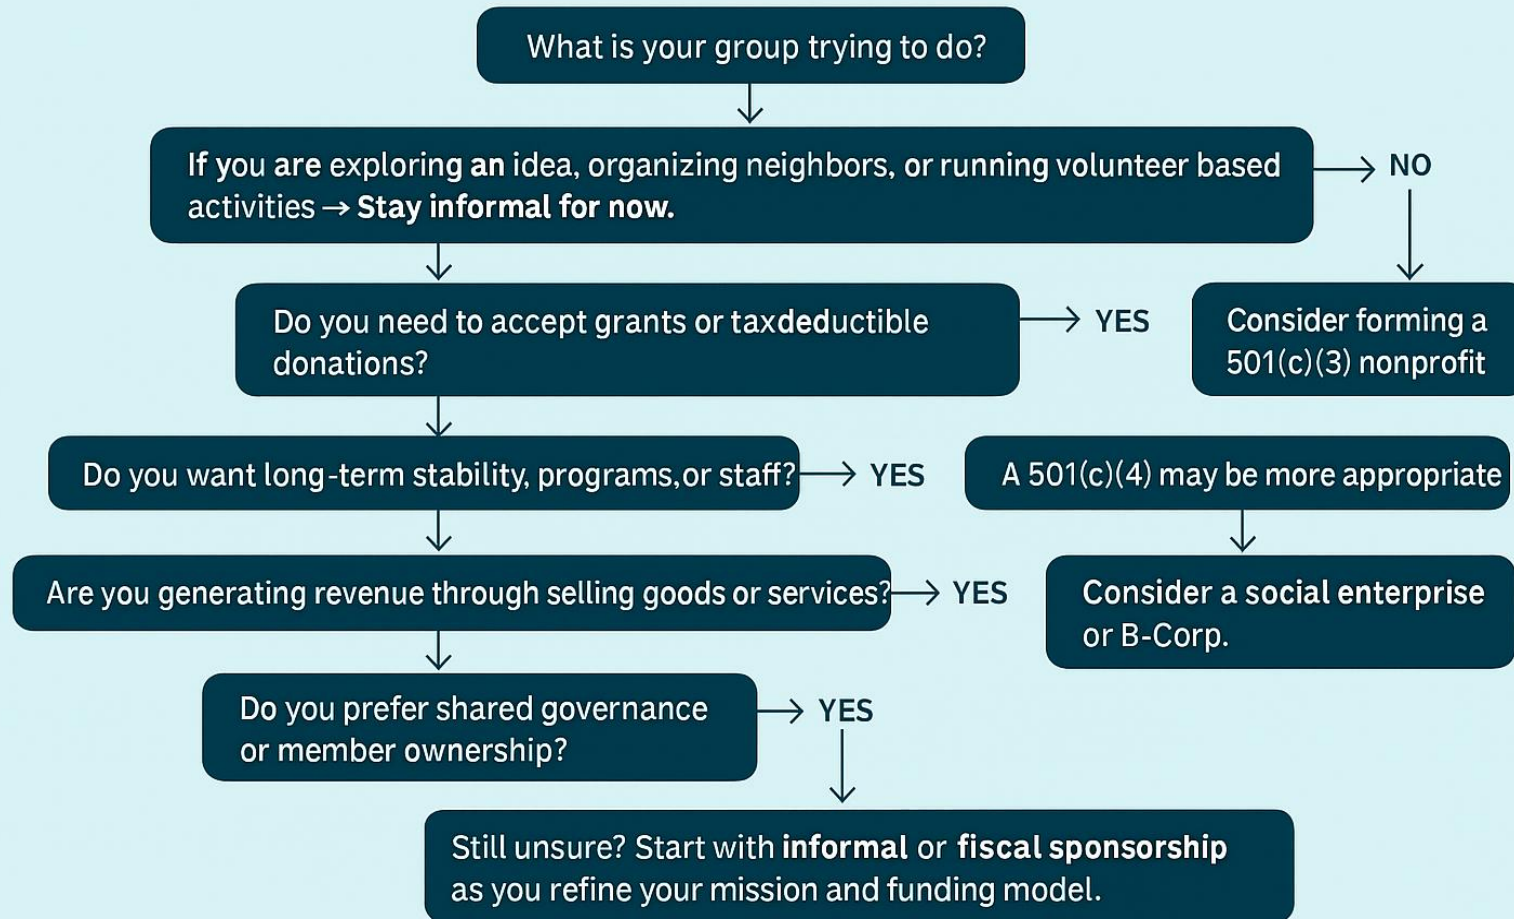 What is your group trying to do?
If you are exploring an idea, organizing neighbors, or running volunteer based
activities → Stay informal for now.
NO
Do you need to accept grants or taxdeductible
donations?
YES
Consider forming a
501(c)(3) nonprofit
Do you want long-term stability, programs,or staff?
YES
A 501(c)(4) may be more appropriate
Are you generating revenue through selling goods or services?
YES
Consider a social enterprise
or B-Corp.
Do you prefer shared governance
or member ownership?
YES
Still unsure? Start with informal or fiscal sponsorship
as you refine your mission and funding model.